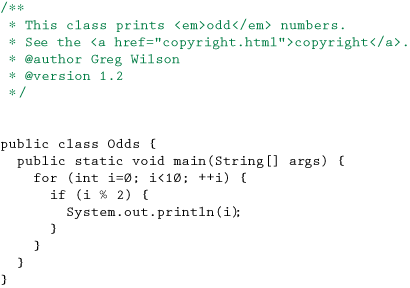 /**
 * This class prints <em>odd</em> numbers.
 * See the <a href="copyright.html">copyright</a>.
 * @author Greg Wilson
 * @version 1.2
 */
public class Odds {
  public static void main(String[] args) {
    for (int i=0; i<10; ++i) {
      if (i % 2) {
        System.out.println(i);
      }
    }
  }
}